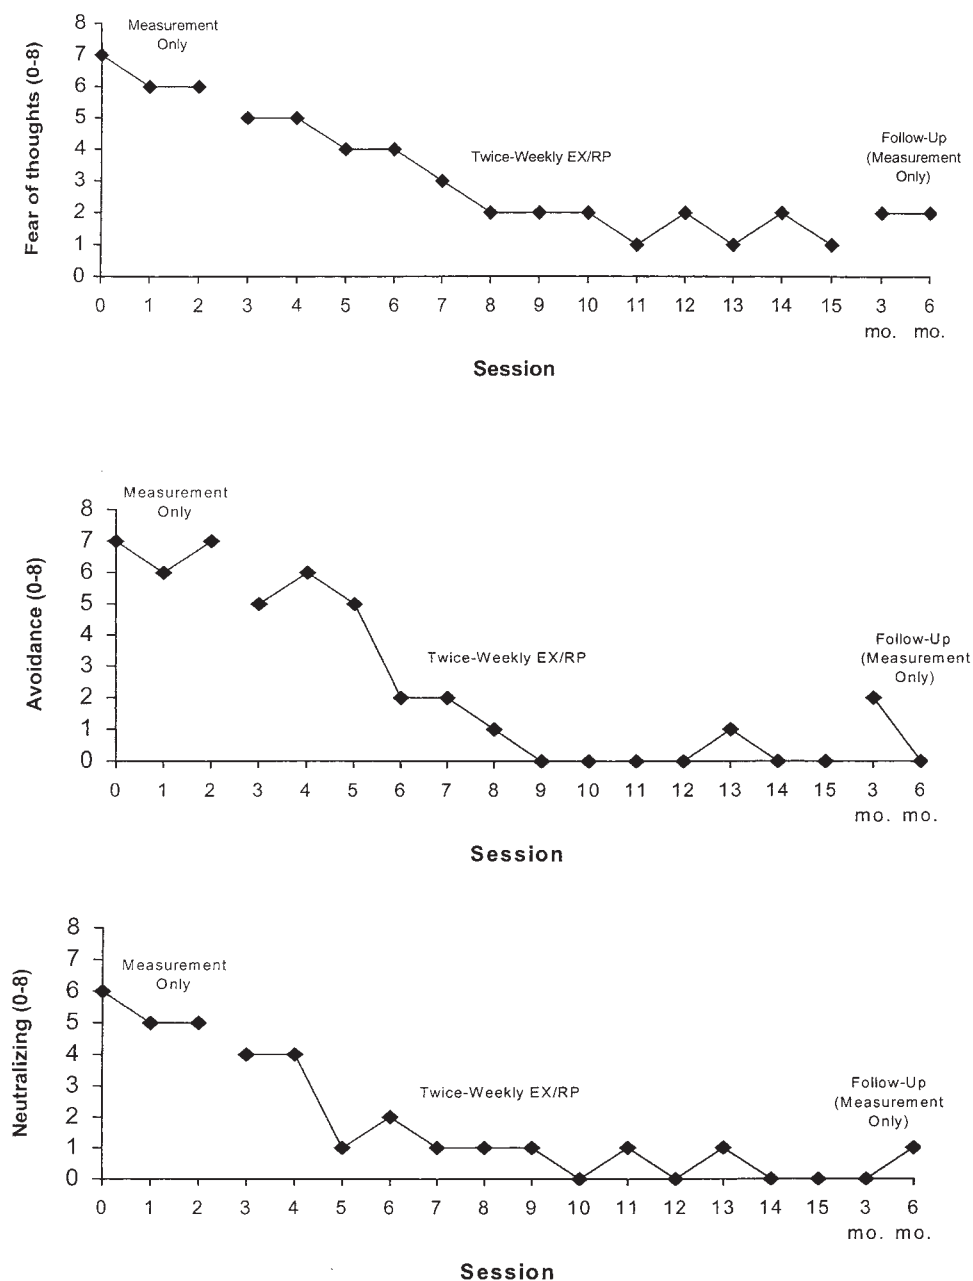 8
Measurement
Only
7
6
5
4
3
2
1
0
Fear of thoughts (0-8)
Twice-Weekly EX/RP
Follow-Up
(Measurement
Only)
0 1 2 3 4 5 6 7 8 9 10 11 12 13 14 15 3 6
mo. mo.
Session
Measurement
Only
8
7
6
5
4
3
2
1
0
Avoidance (0-8)
Twice-Weekly EX/RP
Follow-Up
(Measurement
Only)
0 1 2 3 4 5 6 7 8 9 10 11 12 13 14 15 3 6
mo. mo.
Session
8
7
6
5
4
3
2
1
0
Measurement
Only
Neutralizing (0-8)
Twice-Weekly EX/RP
Follow-Up
(Measurement
Only)
0 1 2 3 4 5 6 7 8 9 10 11 12 13 14 15 3 6
mo. mo.
Session